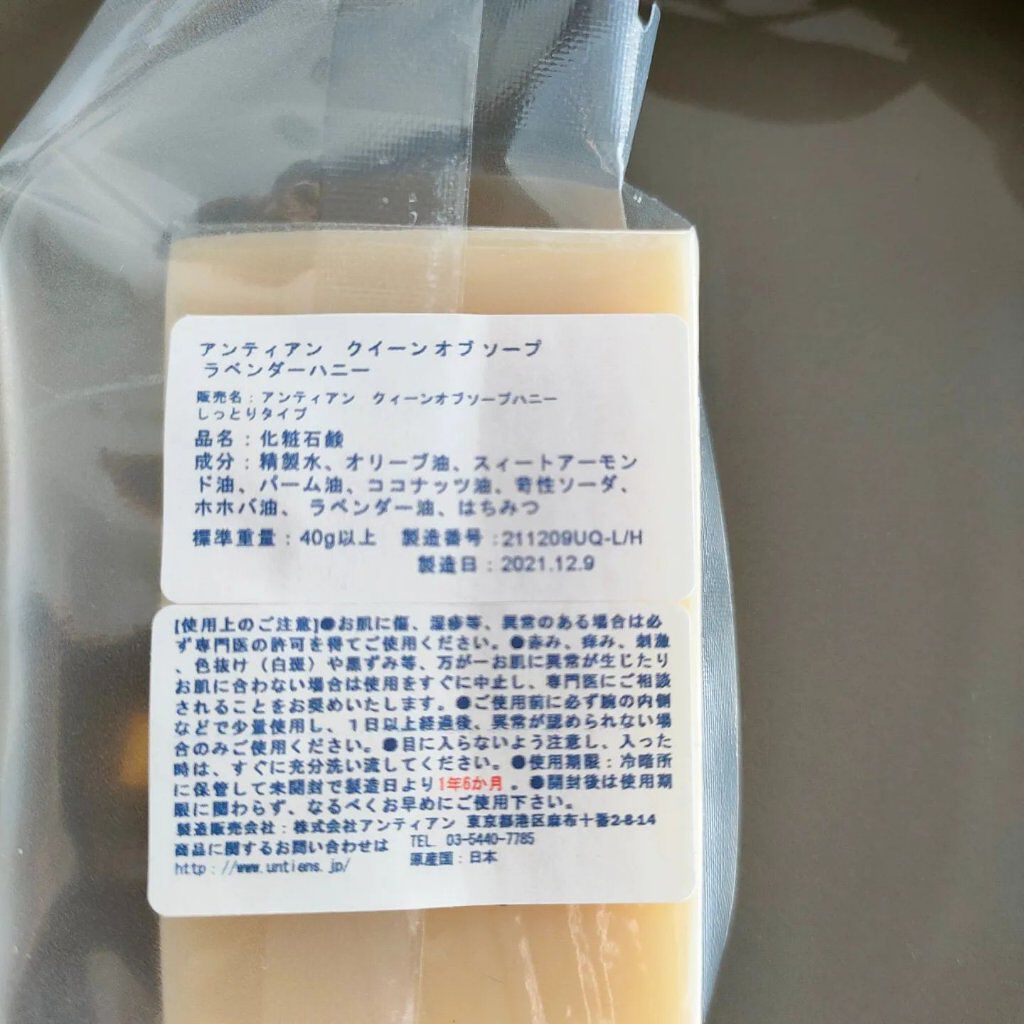 アンティアン　クイーンオブソープ
ラベンダーハニー
販売名：アンティアン　クィーンオブソープハニー
しっとりタイプ
品名：化粧石鹸
成分：精製水、オリーブ油、スィートアーモン
ド油、パーム油、ココナッツ油、苛性ソーダ、
ホホバ油、ラベンダー油、はちみつ
標準重量：40g以上　製造番号：211209UQ-L/H
製造日：2021.12.9
[使用上のご注意]●お肌に傷、湿疹等、異常のある場合は必
ず専門医の許可を得てご使用ください。●赤み、痒み、刺激
、色抜け（白斑）や黒ずみ等、万が一お肌に異常が生じたり
お肌に合わない場合は使用をすぐに中止し、専門医にご相談
されることをお奨めいたします。●ご使用前に必ず腕の内側
などで少量使用し、１日以上経過後、異常が認められない場
合のみご使用ください。●目に入らないよう注意し、入った
時は、すぐに充分洗い流してください。●使用期限：冷暗所
に保管して未開封で製造日より1年6か月。●開封後は使用期
限に関わらず、なるべくお早めにご使用下さい。
製造販売会社：株式会社アンティアン 東京都港区麻布十番2-8-14
商品に関するお問い合わせは　TEL. 03-5440-7785
http://www.untiens.jp/　原産国：日本